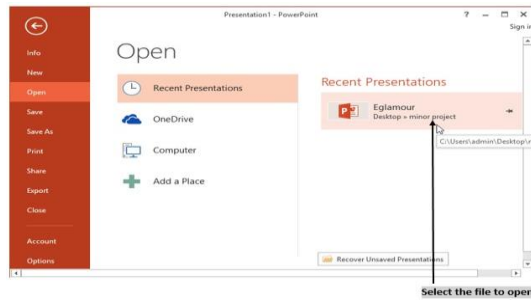 Presentation1 - PowerPoint
? – ×
Sign in
Info
New
Open
Save
Save As
Print
Share
Export
Close
Account
Options
Open
Recent Presentations
OneDrive
Computer
Add a Place
Recent Presentations
P
Eglamour
Desktop » minor project
C:\Users\admin\Desktop\
Recover Unsaved Presentations
Select the file to open